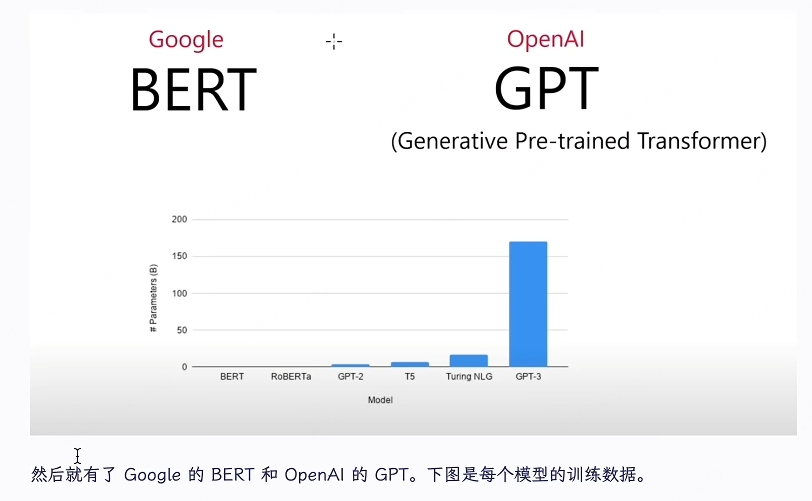 Google
OpenAI
BERT
GPT
(Generative Pre-trained Transformer)
200
150
100
50
0
# Parameters (B)
BERT
RoBERTa
GPT-2
T5
Turing NLG
GPT-3
Model
然后就有了 Google 的 BERT 和 OpenAI 的 GPT。下图是每个模型的训练数据。